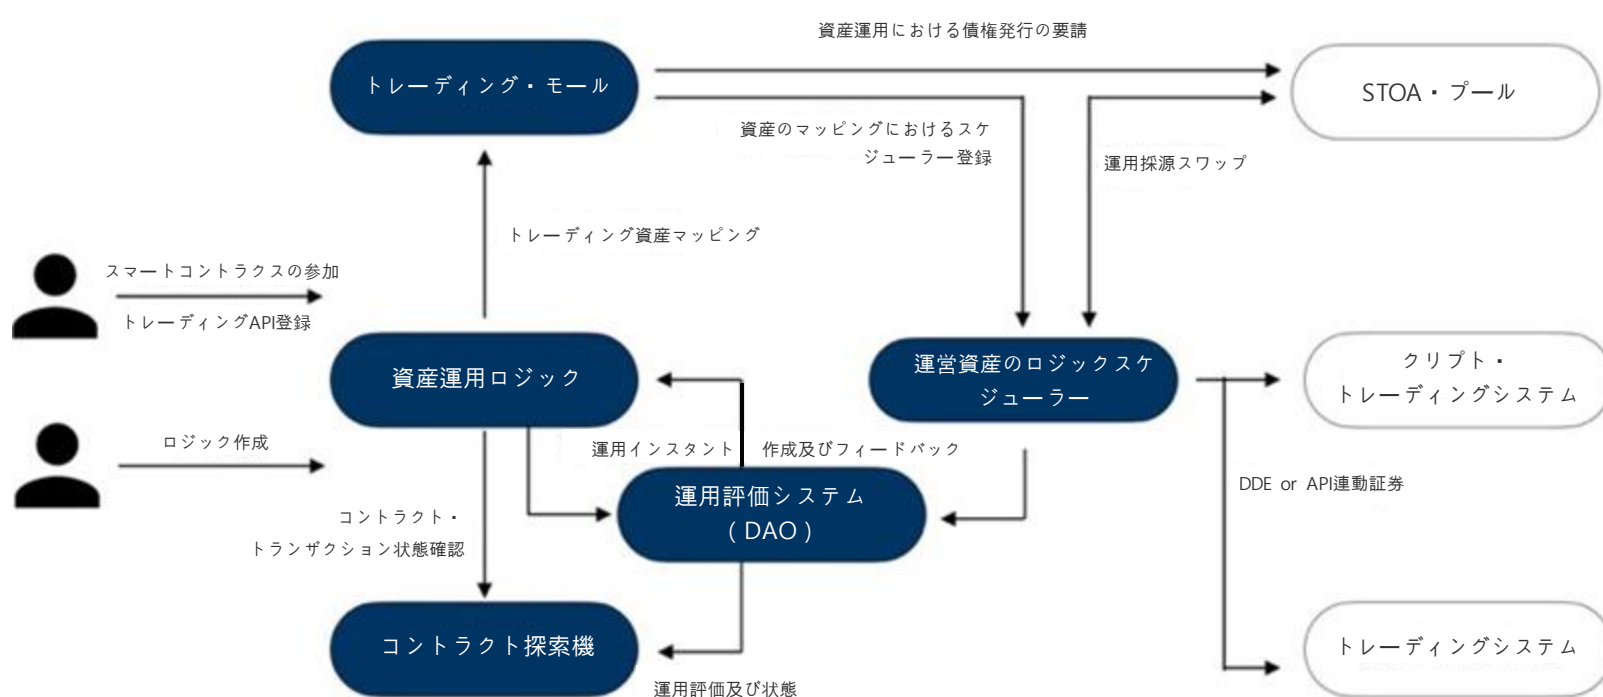 資産運用における債権発行の要請
トレーディング・モール
STOA・プール
資産のマッピングにおけるスケ
ジューラー登録
運用採源スワップ
トレーディング資産マッピング
スマートコントラクスの参加
トレーディングAPI登録
資産運用ロジック
運営資産のロジックスケ
ジューラー
クリプト・
トレーディングシステム
ロジック作成
運用インスタント
作成及びフィードバック
DDE or API連動証券
運用評価システム
(DAO)
コントラクト・
トランザクション状態確認
コントラクト探索機
トレーディングシステム
運用評価及び状態